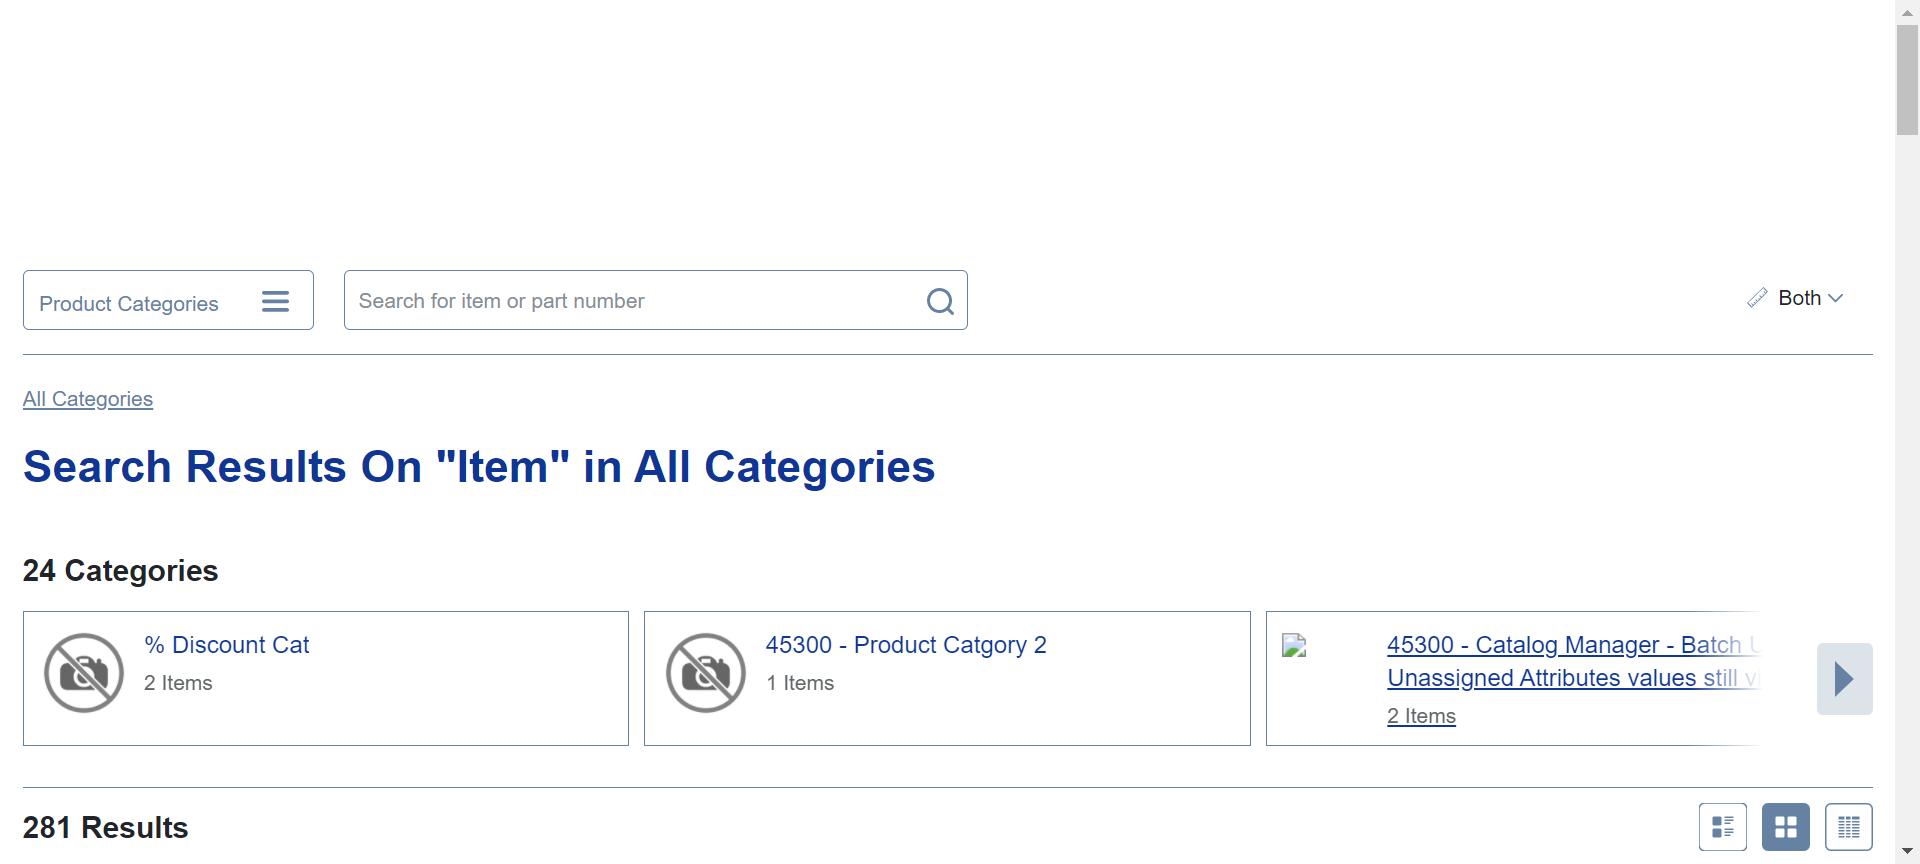 Product Categories
Search for item or part number
Both
All Categories
Search Results On "Item" in All Categories
24 Categories
% Discount Cat
2 Items
45300 - Product Catgory 2
1 Items
45300 - Catalog Manager - Batch
Unassigned Attributes values still
2 Items
281 Results